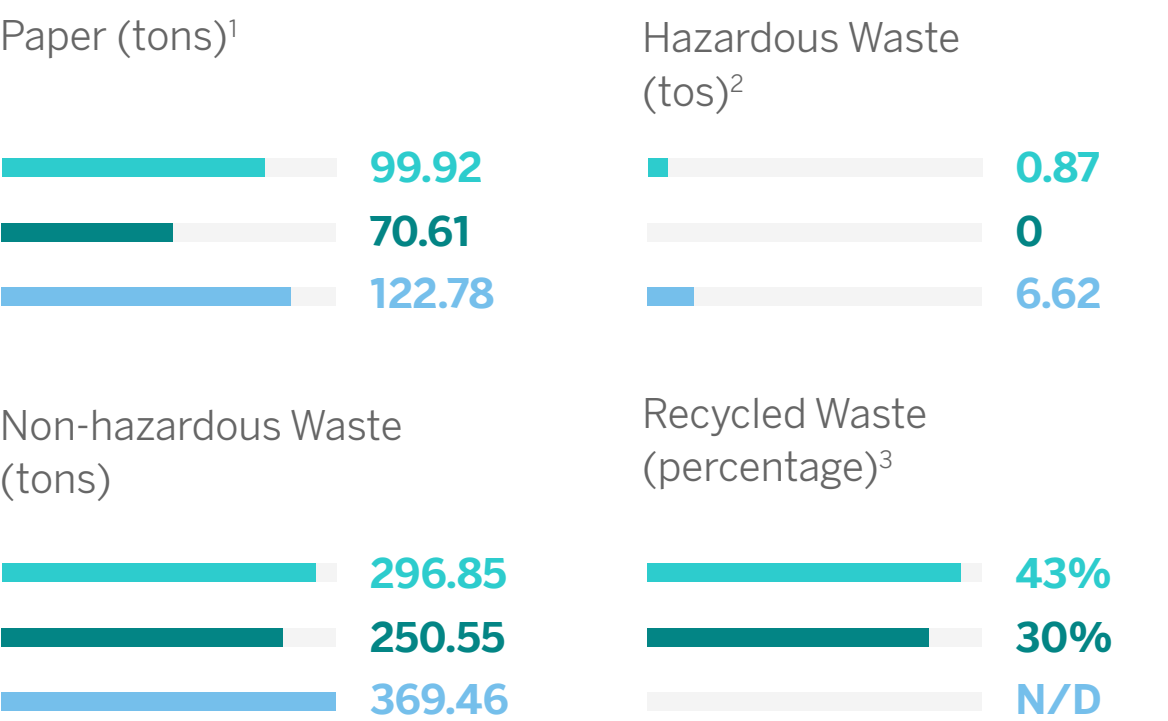 Paper (tons)1
99.92
70.61
122.78
Hazardous Waste
(tos)2
0.87
0
6.62
Non-hazardous Waste
(tons)
296.85
250.55
369.46
Recycled Waste
(percentage)3
43%
30%
N/D